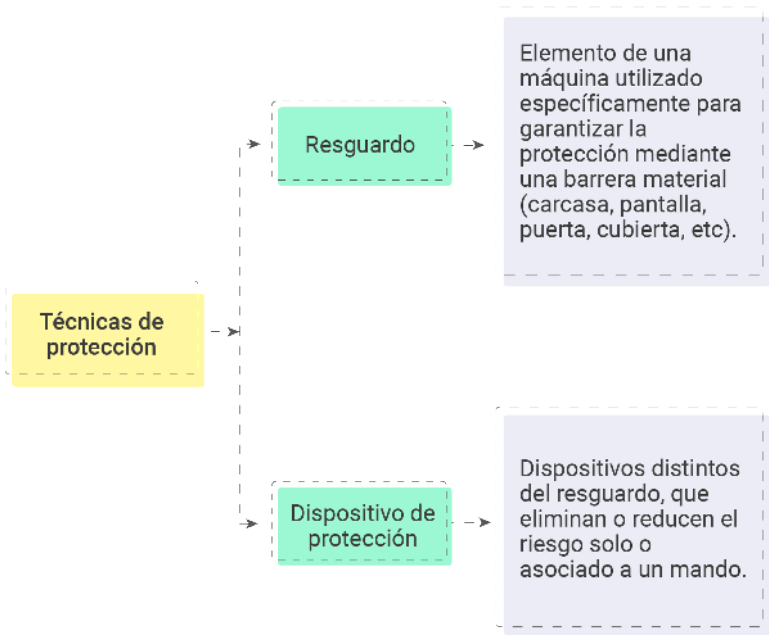 Técnicas de
protección
Resguardo
Elemento de una
máquina utilizado
específicamente para
garantizar la
protección mediante
una barrera material
(carcasa, pantalla,
puerta, cubierta, etc).
Dispositivo de
protección
Dispositivos distintos
del resguardo, que
eliminan o reducen el
riesgo solo o
asociado a un mando.